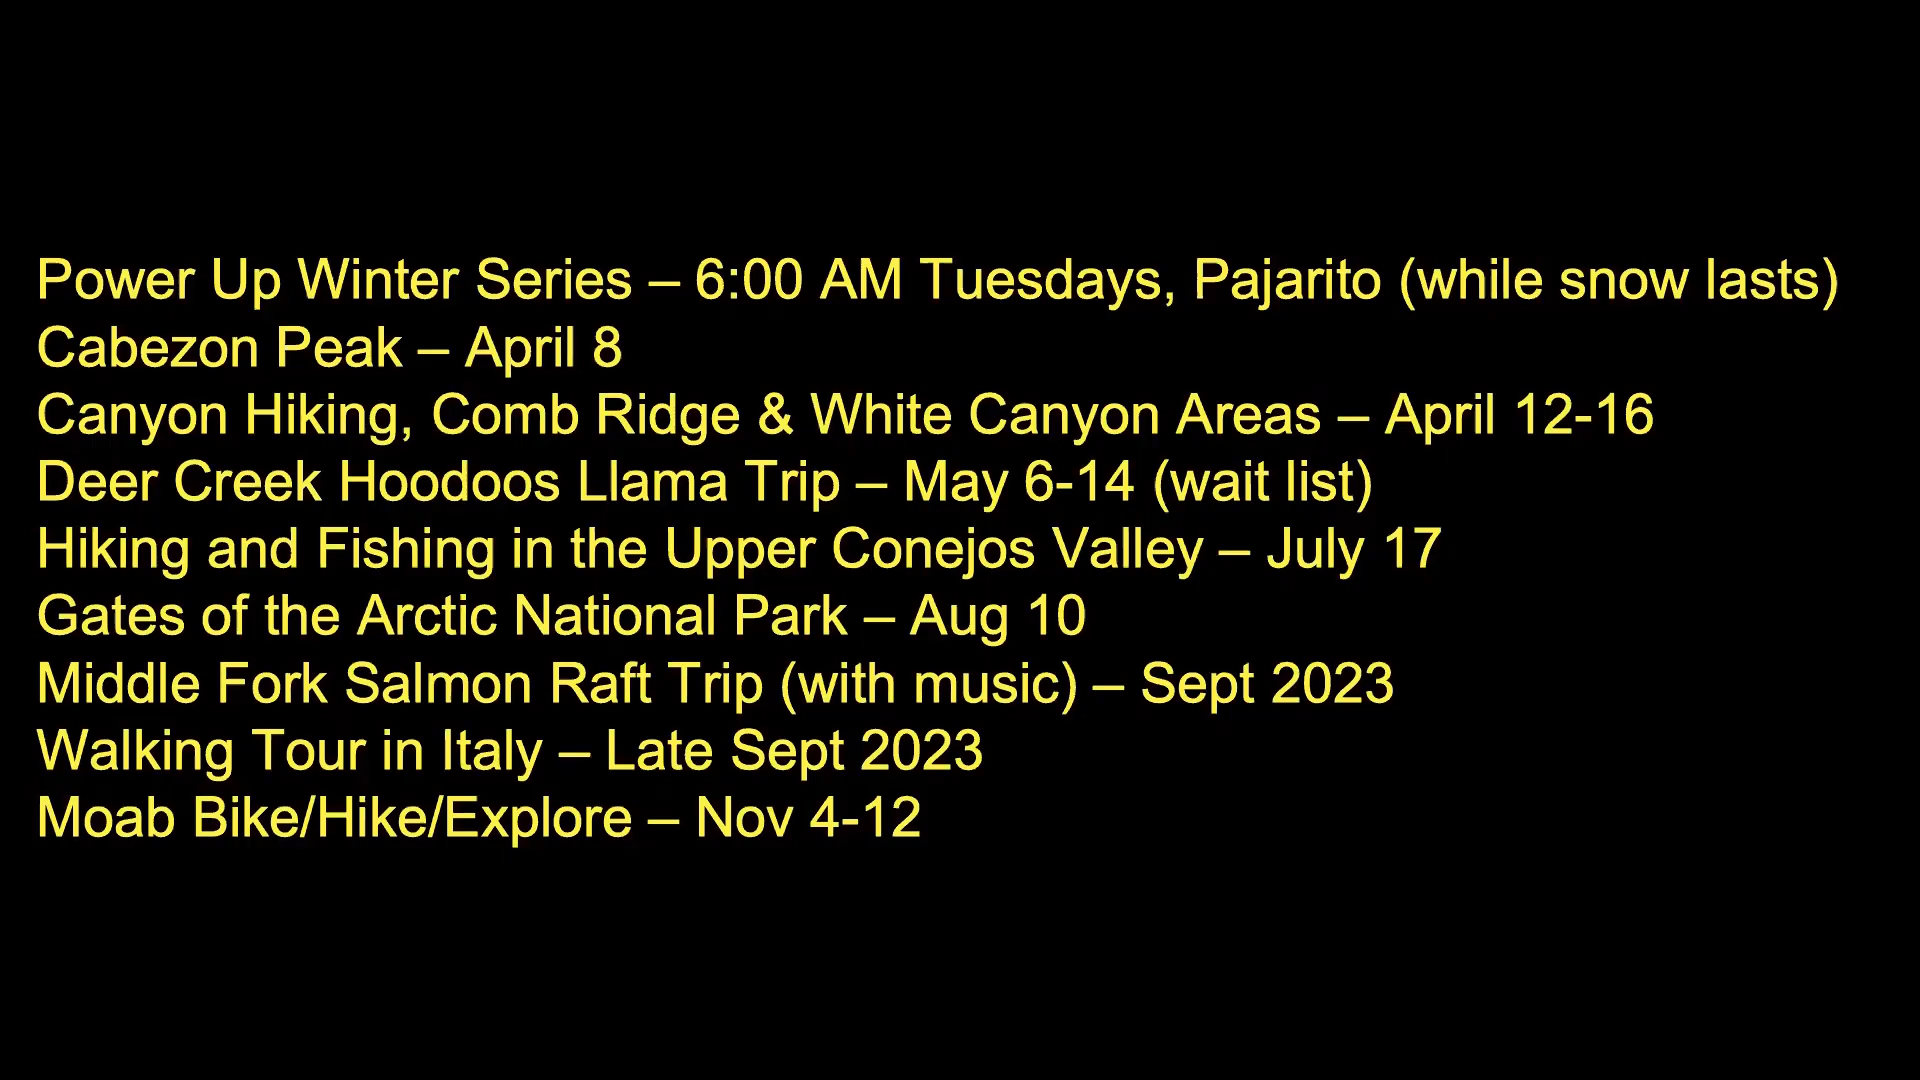 Power Up Winter Series – 6:00 AM Tuesdays, Pajarito (while snow lasts)
Cabezon Peak – April 8
Canyon Hiking, Comb Ridge & White Canyon Areas – April 12-16
Deer Creek Hoodoos Llama Trip – May 6-14 (wait list)
Hiking and Fishing in the Upper Conejos Valley – July 17
Gates of the Arctic National Park – Aug 10
Middle Fork Salmon Raft Trip (with music) – Sept 2023
Walking Tour in Italy – Late Sept 2023
Moab Bike/Hike/Explore – Nov 4-12